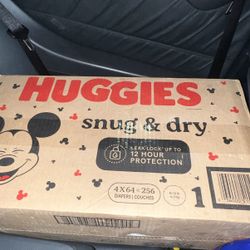 HUGGIES
snug & dry
LEAK LOCK UP TO
12 HOUR
PROTECTION
4X64=256
DIAPERS | COUCHES
1